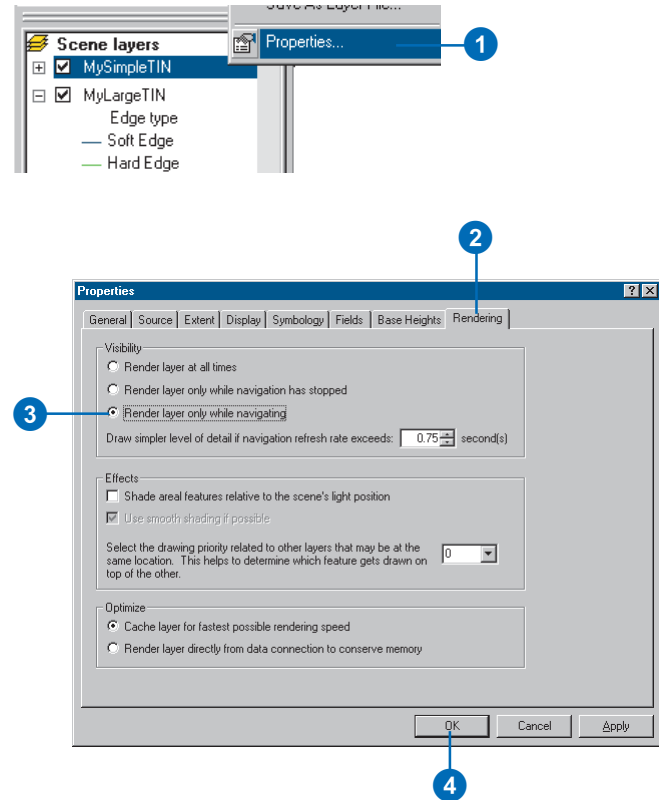 Save As Layer File...
Scene layers
Properties...
1
MySimpleTIN
MyLargeTIN
Edge type
Soft Edge
Hard Edge
2
Properties
General Source Extent Display Symbology Fields Base Heights Rendering
Visibility
Render layer at all times
Render layer only while navigation has stopped
3
Render layer only while navigating
Draw simpler level of detail if navigation refresh rate exceeds: 0.75 second(s)
Effects
Shade areal features relative to the scene's light position
Use smooth shading if possible
Select the drawing priority related to other layers that may be at the
same location. This helps to determine which feature gets drawn on
top of the other.
0
Optimize
Cache layer for fastest possible rendering speed
Render layer directly from data connection to conserve memory
OK Cancel Apply
4